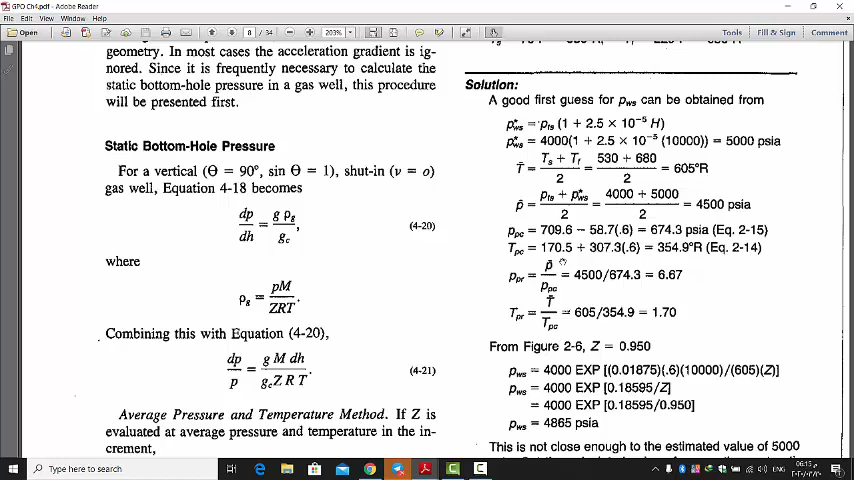 GPO Ch4.pdf - Adobe Reader
File Edit View Window Help
Open 8 / 34 203% Tools Fill & Sign Comment
geometry. In most cases the acceleration gradient is ig-
nored. Since it is frequently necessary to calculate the
static bottom-hole pressure in a gas well, this procedure
will be presented first.
Static Bottom-Hole Pressure
For a vertical (Θ = 90°, sin Θ = 1), shut-in (v = o)
gas well, Equation 4-18 becomes
dp/dh = g ρg/gc, (4-20)
where
ρg = pM/ZRT.
Combining this with Equation (4-20),
dp/p = g M dh/gc Z R T. (4-21)
Average Pressure and Temperature Method. If Z is
evaluated at average pressure and temperature in the in-
crement,
Solution:
A good first guess for pws can be obtained from
p*ws = pts (1 + 2.5 × 10⁻⁵ H)
p*ws = 4000(1 + 2.5 × 10⁻⁵ (10000)) = 5000 psia
T̄ = Ts + Tf/2 = 530 + 680/2 = 605°R
p̄ = pts + p*ws/2 = 4000 + 5000/2 = 4500 psia
ppc = 709.6 − 58.7(.6) = 674.3 psia (Eq. 2-15)
Tpc = 170.5 + 307.3(.6) = 354.9°R (Eq. 2-14)
ppr = p̄/ppc = 4500/674.3 = 6.67
Tpr = T̄/Tpc = 605/354.9 = 1.70
From Figure 2-6, Z = 0.950
pws = 4000 EXP [(0.01875)(.6)(10000)/(605)(Z)]
pws = 4000 EXP [0.18595/Z]
= 4000 EXP [0.18595/0.950]
pws = 4865 psia
This is not close enough to the estimated value of 5000
Type here to search
06:15